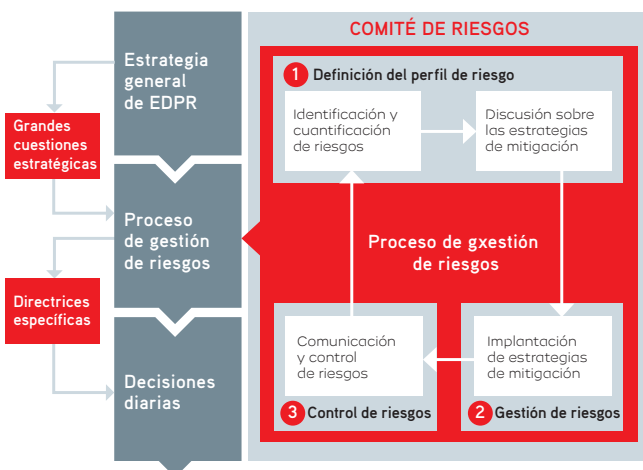 COMITÉ DE RIESGOS
Estrategia
general
de EDPR
Grandes
cuestiones
estratégicas
Proceso
de gestión
de riesgos
Directrices
específicas
Decisiones
diarias
1 Definición del perfil de riesgo
Identificación y
cuantificación
de riesgos
Discusión sobre
las estrategias
de mitigación
Proceso de gxestión
de riesgos
Comunicación
y control
de riesgos
Implantación
de estrategias
de mitigación
3 Control de riesgos
2 Gestión de riesgos